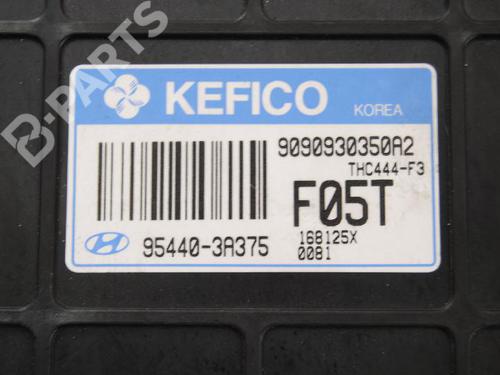 B-PARTS
KEFICO
KOREA
9090930350A2
THC444-F3
F05T
168125X
0081
95440-3A375